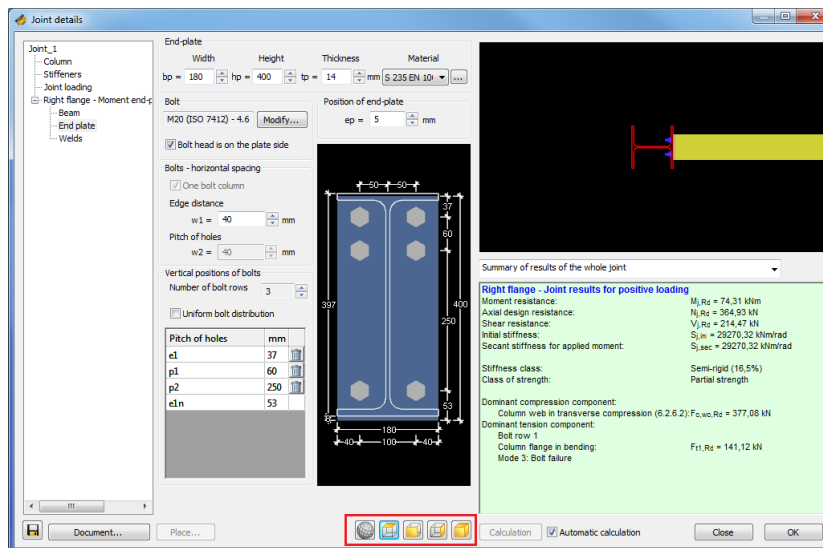 Joint details
Joint_1
Column
Stiffeners
Joint loading
Right flange - Moment end-p
Beam
End plate
Welds
End-plate
Width Height Thickness Material
bp = 180 hp = 400 tp = 14 mm S 235 EN 100 ...
Bolt
M20 (ISO 7412) - 4.6 Modify...
Bolt head is on the plate side
Position of end-plate
ep = 5 mm
Bolts - horizontal spacing
One bolt column
Edge distance
w1 = 40 mm
Pitch of holes
w2 = 40 mm
Vertical positions of bolts
Number of bolt rows 3
Uniform bolt distribution
Pitch of holes mm
e1 37
p1 60
p2 250
e1n 53
50 50
37
60
397 400
250
53
180
40 100 40
Summary of results of the whole joint
Right flange - Joint results for positive loading
Moment resistance: Mj,Rd = 74,31 kNm
Axial design resistance: Nj,Rd = 364,93 kN
Shear resistance: Vj,Rd = 214,47 kN
Initial stiffness: Sj,ini = 29270,32 kNm/rad
Secant stiffness for applied moment: Sj,sec = 29270,32 kNm/rad
Stiffness class: Semi-rigid (16,5%)
Class of strength: Partial strength
Dominant compression component:
Column web in transverse compression (6.2.6.2): Fc,wc,Rd = 377,08 kN
Dominant tension component:
Bolt row 1
Column flange in bending: Ft1,Rd = 141,12 kN
Mode 3: Bolt failure
Document... Place... Calculation Automatic calculation Close OK